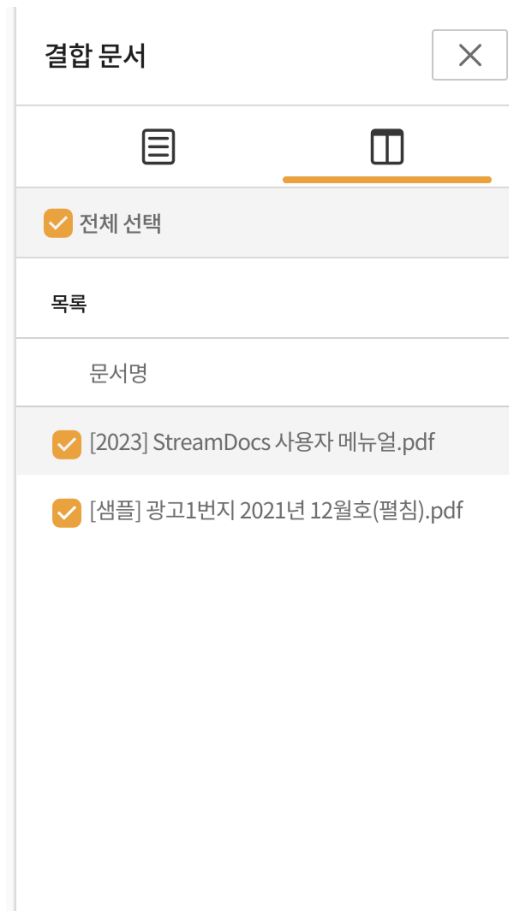 결합 문서
전체 선택
목록
문서명
[2023] StreamDocs 사용자 메뉴얼.pdf
[샘플] 광고1번지 2021년 12월호(펼침).pdf